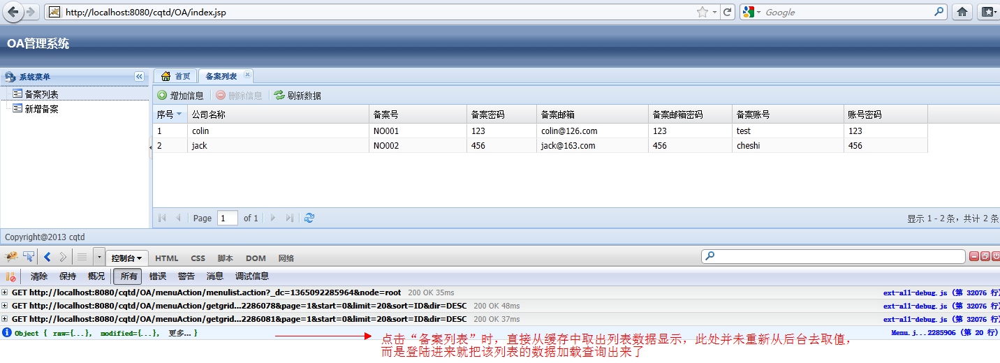 http://localhost:8080/cqtd/OA/index.jsp
Google
OA管理系统
系统菜单
备案列表
新增备案
首页
备案列表
增加信息
删除信息
刷新数据
序号 公司名称 备案号 备案密码 备案邮箱 备案邮箱密码 备案账号 账号密码
1 colin NO001 123 colin@126.com 123 test 123
2 jack NO002 456 jack@163.com 456 cheshi 456
Page 1 of 1
显示 1 - 2 条，共计 2 条
Copyright@2013 cqtd
控制台 HTML CSS 脚本 DOM 网络
清除 保持 概况 所有 错误 警告 消息 调试信息
GET http://localhost:8080/cqtd/OA/menuAction/menulist.action?_dc=1365092285964&node=root 200 OK 35ms ext-all-debug.js (第 32076 行)
GET http://localhost:8080/cqtd/OA/menuAction/getgrid...2286078&page=1&start=0&limit=20&sort=ID&dir=DESC 200 OK 48ms ext-all-debug.js (第 32076 行)
GET http://localhost:8080/cqtd/OA/menuAction/getgrid...2286081&page=1&start=0&limit=20&sort=ID&dir=DESC 200 OK 37ms ext-all-debug.js (第 32076 行)
Object { raw={...}, modified={...}, 更多...} Menu.j...2285906 (第 20 行)
点击“备案列表”时，直接从缓存中取出列表数据显示，此处并未重新从后台去取值，
而是登陆进来就把该列表的数据加载查询出来了